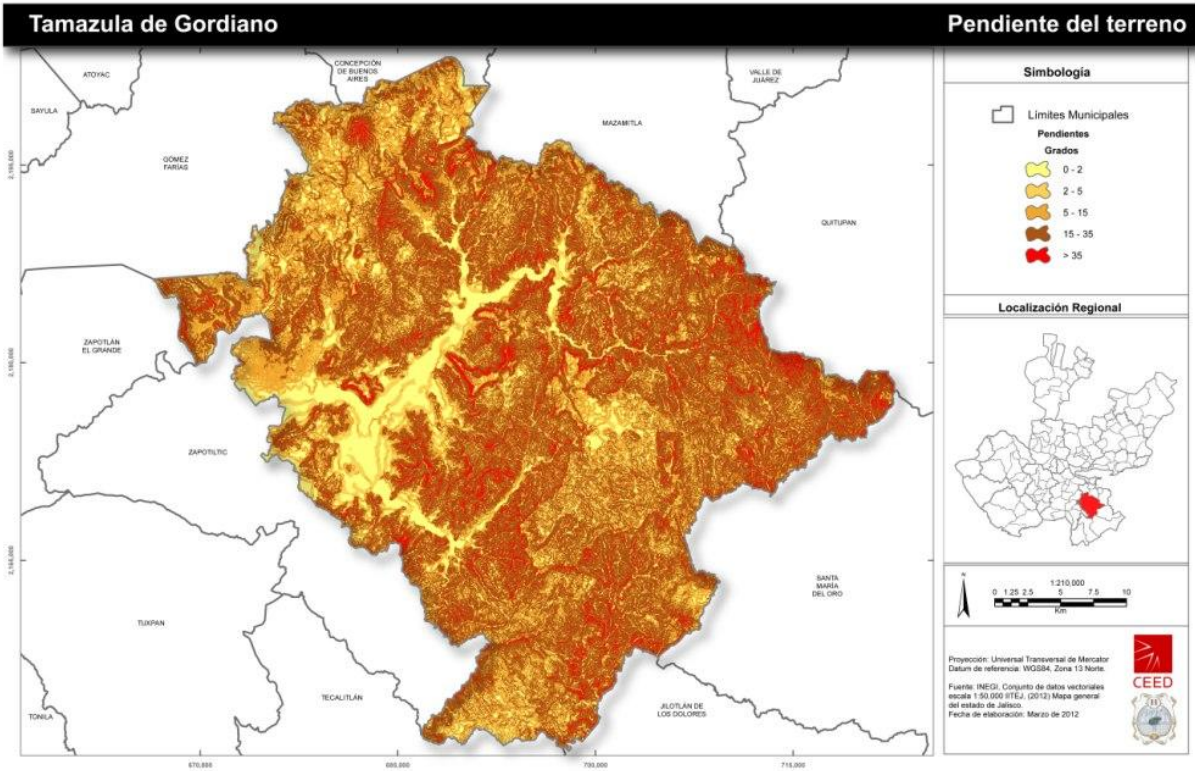 Tamazula de Gordiano
Pendiente del terreno
ATOYAC
SAYULA
CONCEPCIÓN
DE BUENOS
AIRES
VALLE DE
JUÁREZ
MAZAMITLA
GÓMEZ
FARÍAS
QUITUPAN
ZAPOTLÁN
EL GRANDE
ZAPOTILTIC
TUXPAN
TECALITLÁN
TONILA
SANTA
MARÍA
DEL ORO
JILOTLÁN DE
LOS DOLORES
670,000
680,000
710,000
Simbología
Límites Municipales
Pendientes
Grados
0 - 2
2 - 5
5 - 15
15 - 35
> 35
Localización Regional
N
1:210,000
0 1.25 2.5 5 7.5 10
Km
Proyección: Universal Transversal de Mercator
Datum de referencia: WGS84, Zona 13 Norte.
Fuente: INEGI, Conjunto de datos vectoriales
escala 1:50,000 IITEJ, (2012) Mapa general
del estado de Jalisco.
Fecha de elaboración: Marzo de 2012
CEED